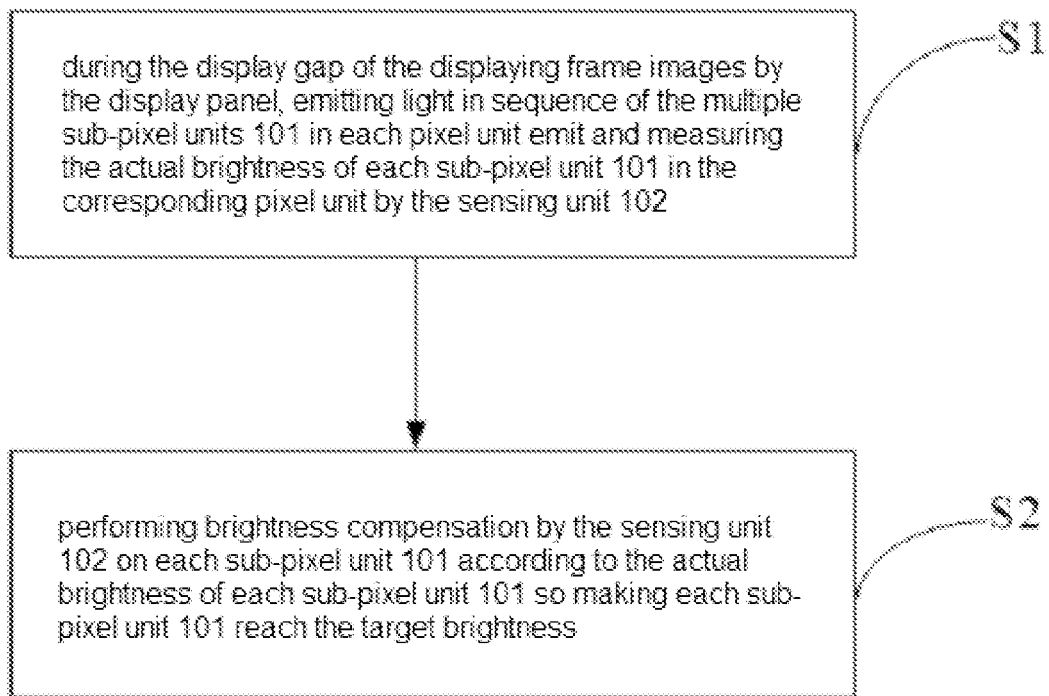 S1
during the display gap of the displaying frame images by
the display panel, emitting light in sequence of the multiple
sub-pixel units 101 in each pixel unit emit and measuring
the actual brightness of each sub-pixel unit 101 in the
corresponding pixel unit by the sensing unit 102
S2
performing brightness compensation by the sensing unit
102 on each sub-pixel unit 101 according to the actual
brightness of each sub-pixel unit 101 so making each sub-
pixel unit 101 reach the target brightness